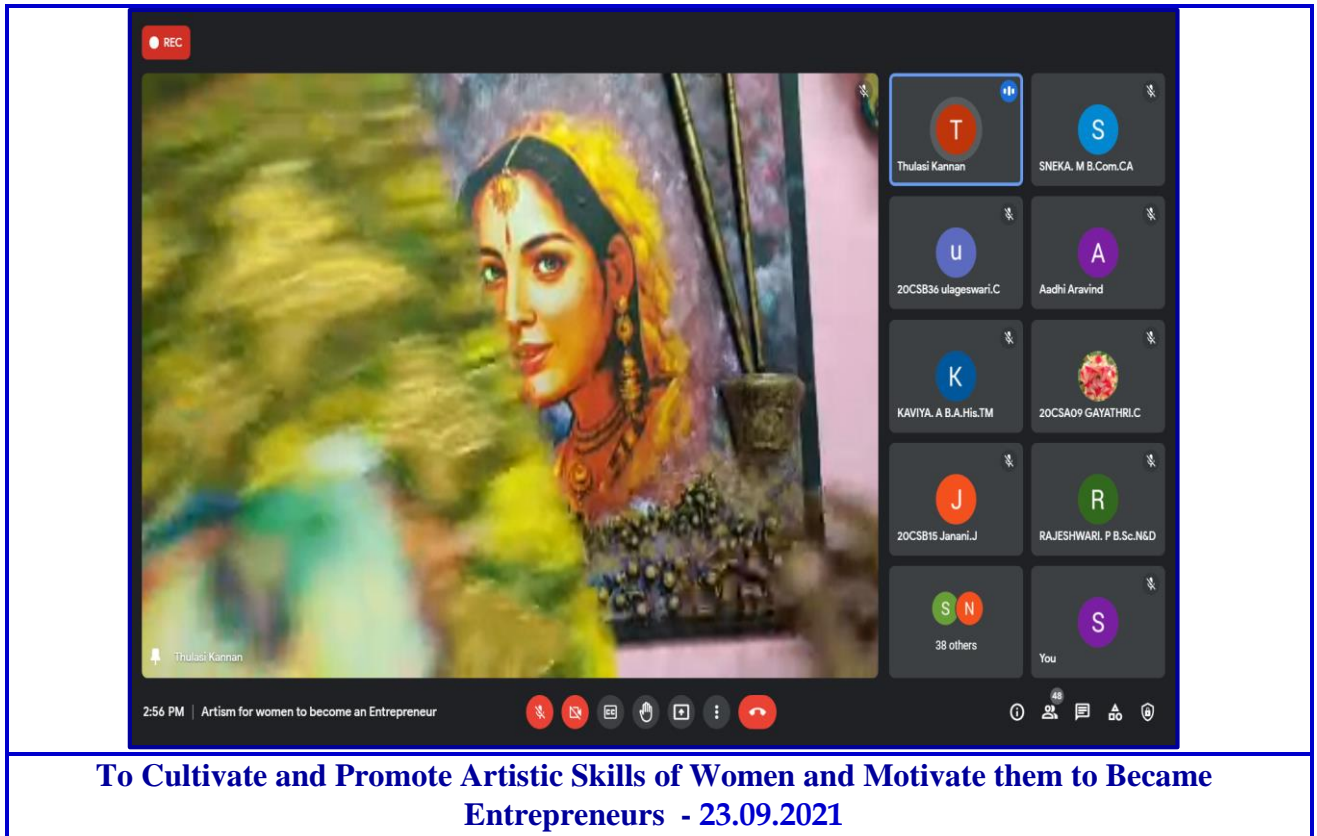 REC
T
Thulasi Kannan
S
SNEKA. M B.Com.CA
u
20CSB36 ulageswari.C
A
Aadhi Aravind
K
KAVIYA. A B.A.His.TM
20CSA09 GAYATHRI.C
J
20CSB15 Janani.J
R
RAJESHWARI. P B.Sc.N&D
S N
38 others
S
You
Thulasi Kannan
2:56 PM | Artism for women to become an Entrepreneur
CC
48
To Cultivate and Promote Artistic Skills of Women and Motivate them to Became
Entrepreneurs - 23.09.2021